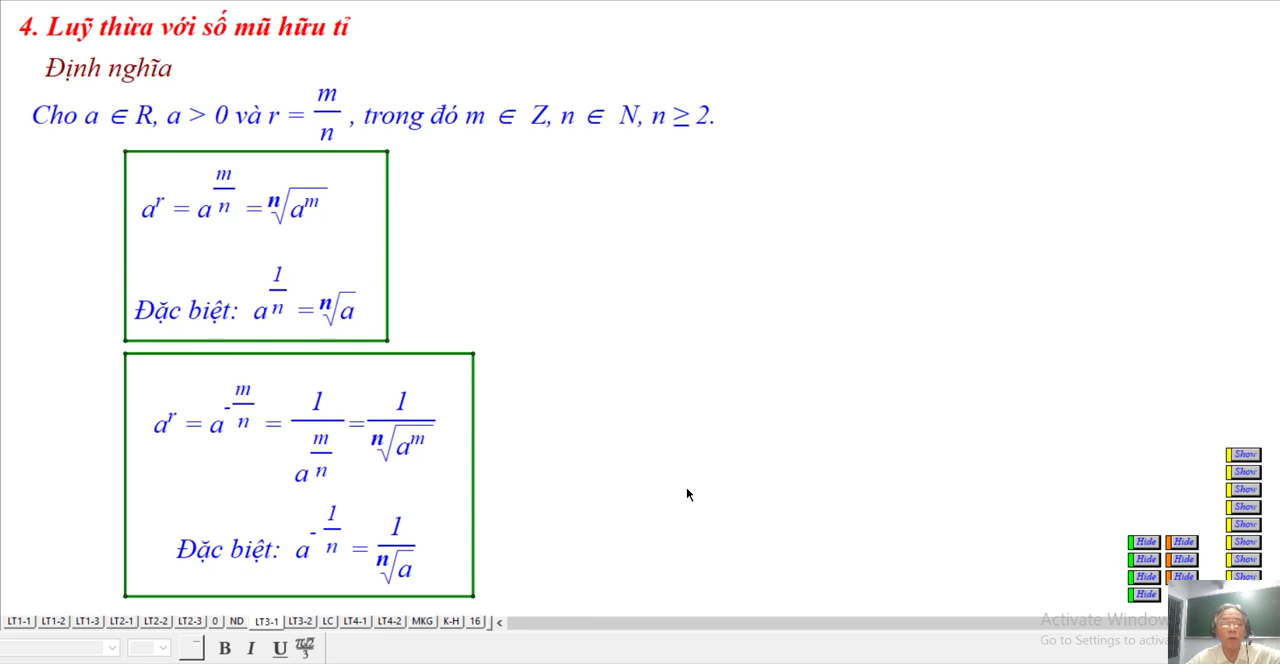 4. Luỹ thừa với số mũ hữu tỉ
Định nghĩa
Cho a ∈ R, a > 0 và r = m/n , trong đó m ∈ Z, n ∈ N, n ≥ 2.
a^r = a^(m/n) = ⁿ√(a^m)
Đặc biệt: a^(1/n) = ⁿ√a
a^r = a^(-m/n) = 1/a^(m/n) = 1/ⁿ√(a^m)
Đặc biệt: a^(-1/n) = 1/ⁿ√a
Show
Show
Show
Show
Show
Hide Hide Show
Hide Hide Show
Hide Hide Show
Hide
LT1-1 LT1-2 LT1-3 LT2-1 LT2-2 LT2-3 0 ND LT3-1 LT3-2 LC LT4-1 LT4-2 MKG K-H 16
Activate Window
Go to Settings to activa
B I U